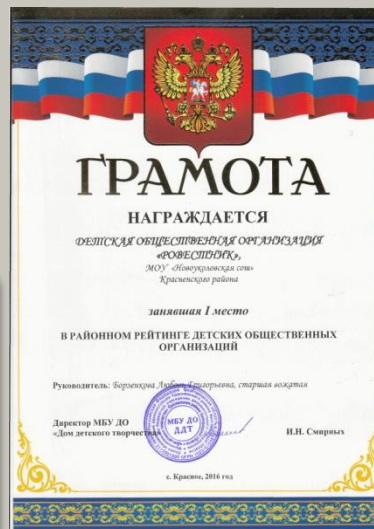 ГРАМОТА
НАГРАЖДАЕТСЯ
ДЕТСКАЯ ОБЩЕСТВЕННАЯ ОРГАНИЗАЦИЯ
«РОВЕСТНИК»,
МОУ «Новоуколовская сош»
Красненского района
занявшая I место
В РАЙОННОМ РЕЙТИНГЕ ДЕТСКИХ ОБЩЕСТВЕННЫХ
ОРГАНИЗАЦИЙ
Руководитель: Борзенкова Любовь Григорьевна, старшая вожатая
Директор МБУ ДО
«Дом детского творчества»
И.Н. Смирных
МБУ ДО
ДДТ
с. Красное, 2016 год